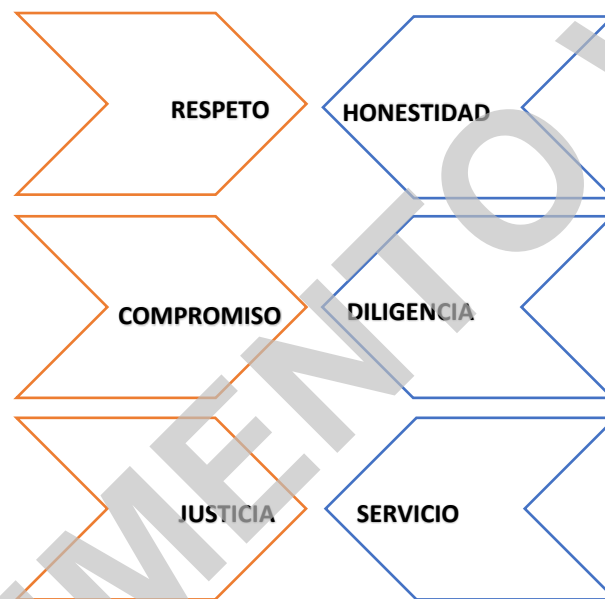 RESPETO
HONESTIDAD
COMPROMISO
DILIGENCIA
JUSTICIA
SERVICIO